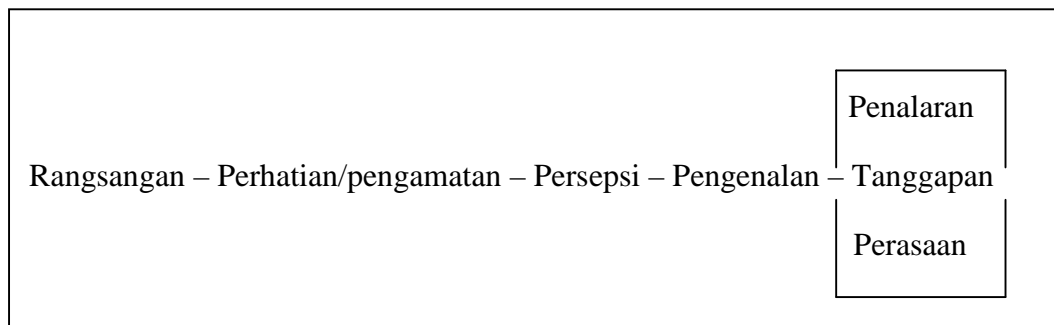 Penalaran
Rangsangan – Perhatian/pengamatan – Persepsi – Pengenalan – Tanggapan
Perasaan